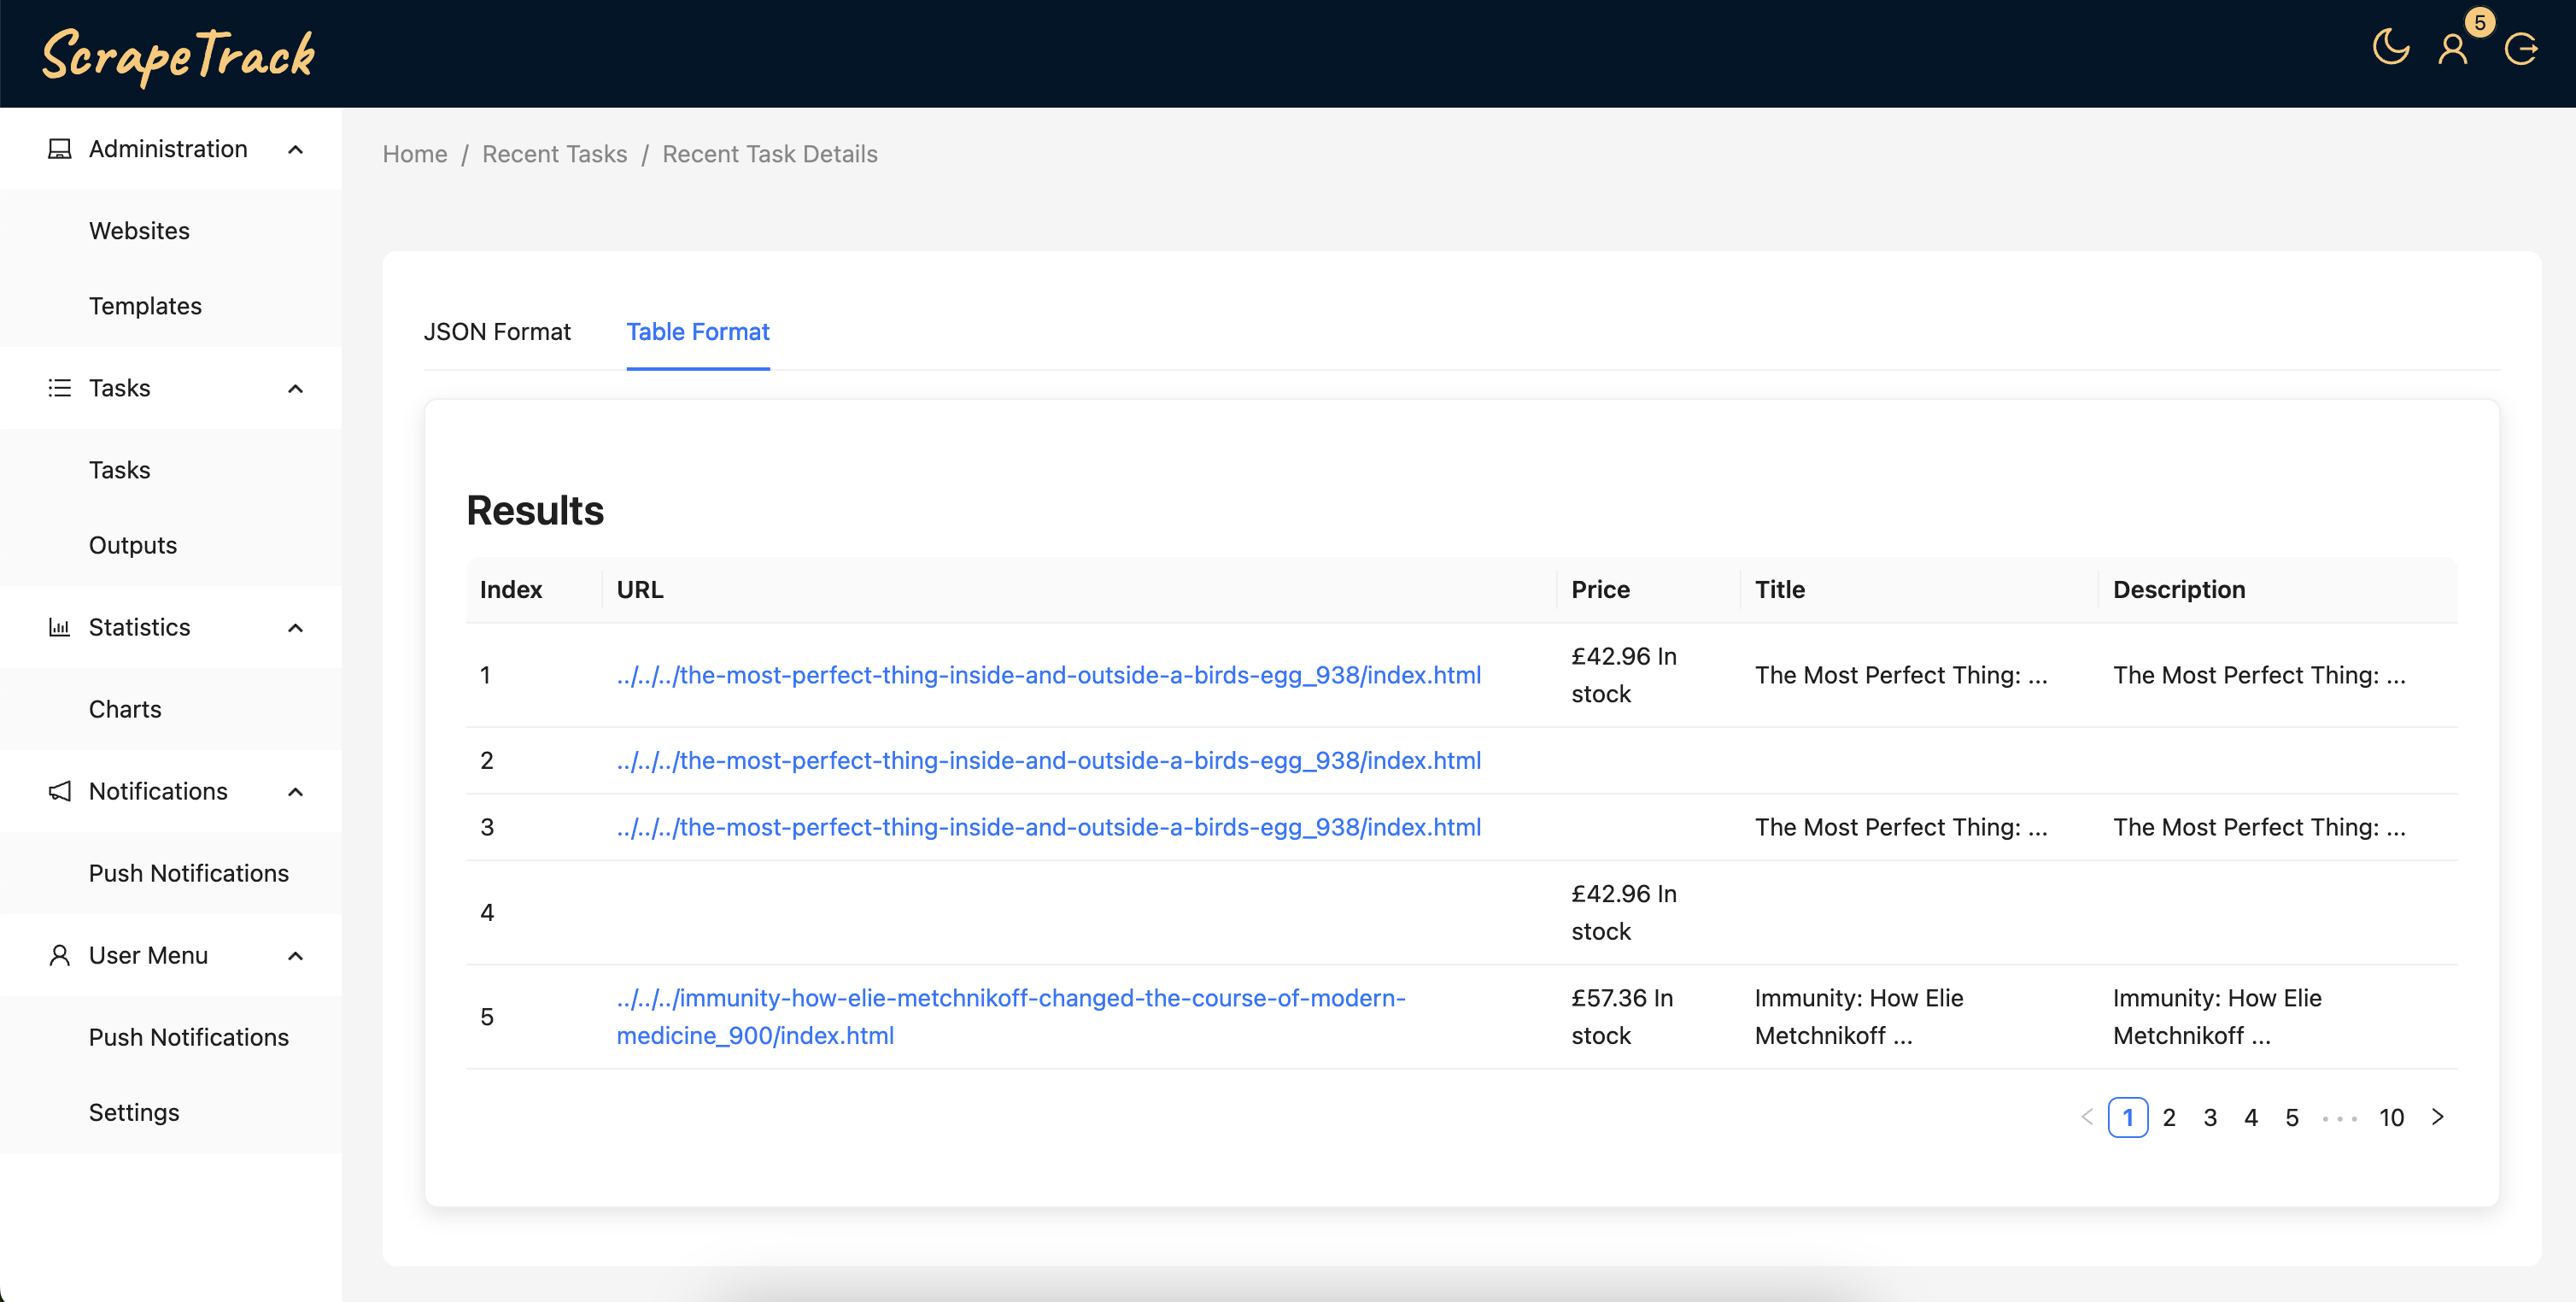 ScrapeTrack
5
Administration
Websites
Templates
Tasks
Tasks
Outputs
Statistics
Charts
Notifications
Push Notifications
User Menu
Push Notifications
Settings
Home / Recent Tasks / Recent Task Details
JSON Format Table Format
Results
Index URL Price Title Description
1 ../../../the-most-perfect-thing-inside-and-outside-a-birds-egg_938/index.html £42.96 In stock The Most Perfect Thing: ... The Most Perfect Thing: ...
2 ../../../the-most-perfect-thing-inside-and-outside-a-birds-egg_938/index.html
3 ../../../the-most-perfect-thing-inside-and-outside-a-birds-egg_938/index.html The Most Perfect Thing: ... The Most Perfect Thing: ...
4 £42.96 In stock
5 ../../../immunity-how-elie-metchnikoff-changed-the-course-of-modern-medicine_900/index.html £57.36 In stock Immunity: How Elie Metchnikoff ... Immunity: How Elie Metchnikoff ...
< 1 2 3 4 5 ••• 10 >